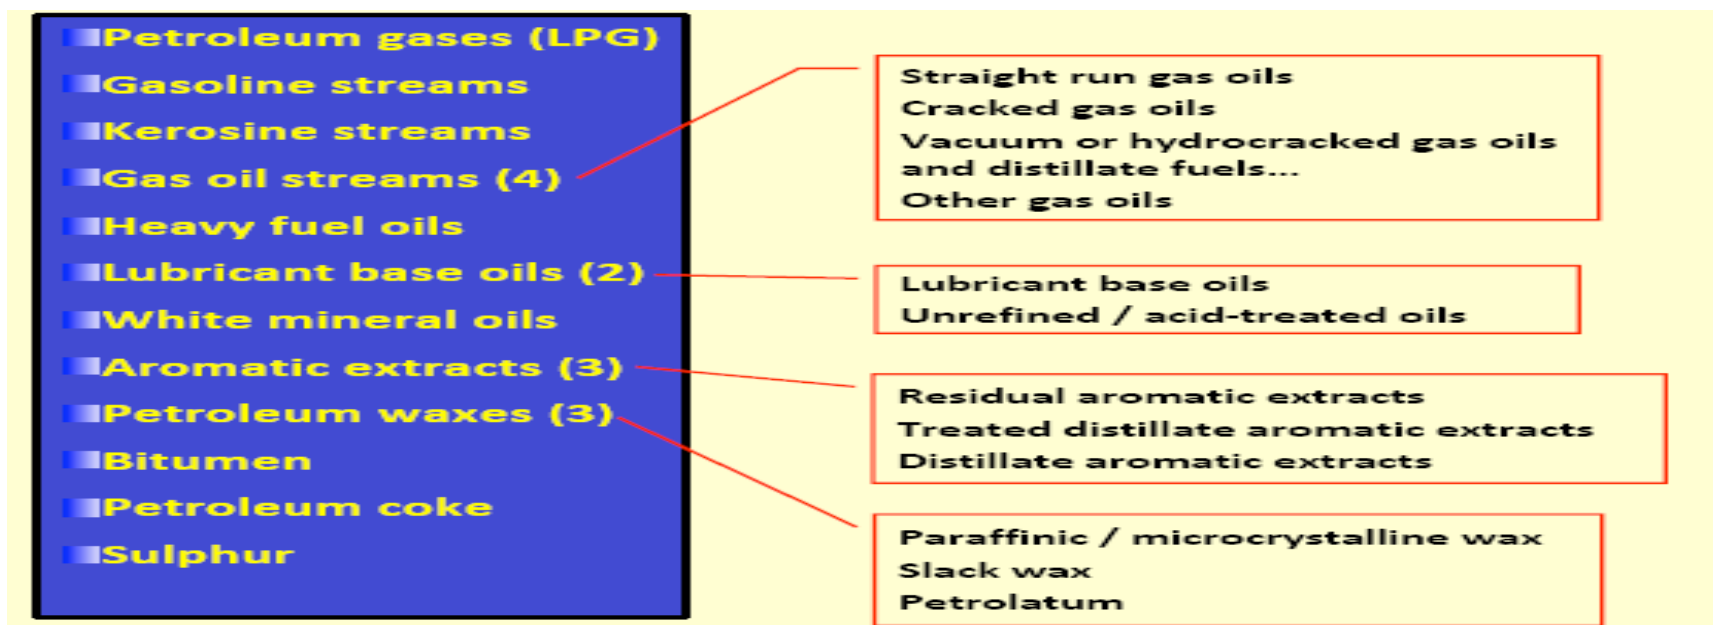 Petroleum gases (LPG)
Gasoline streams
Kerosine streams
Gas oil streams (4)
Heavy fuel oils
Lubricant base oils (2)
White mineral oils
Aromatic extracts (3)
Petroleum waxes (3)
Bitumen
Petroleum coke
Sulphur
Straight run gas oils
Cracked gas oils
Vacuum or hydrocracked gas oils
and distillate fuels...
Other gas oils
Lubricant base oils
Unrefined / acid-treated oils
Residual aromatic extracts
Treated distillate aromatic extracts
Distillate aromatic extracts
Paraffinic / microcrystalline wax
Slack wax
Petrolatum